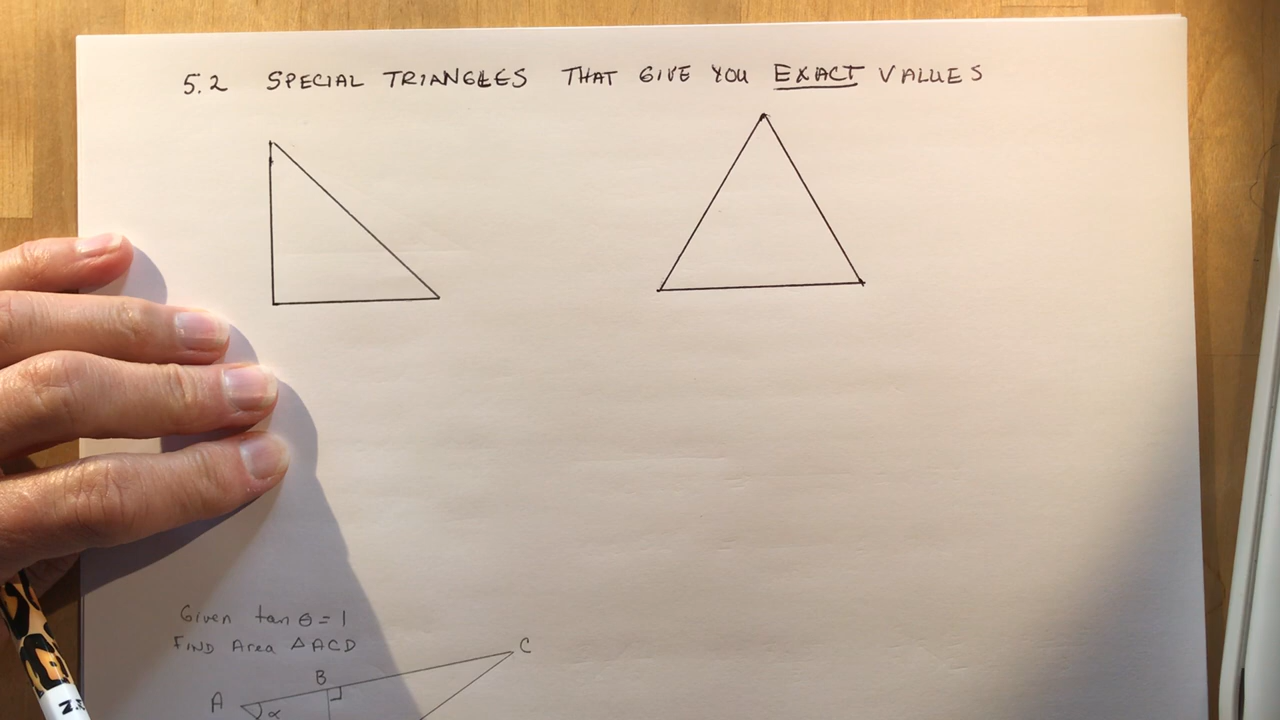 5.2 SPECIAL TRIANGLES THAT GIVE YOU EXACT VALUES
Given tan θ = 1
FIND Area △ACD
C
B
A
α